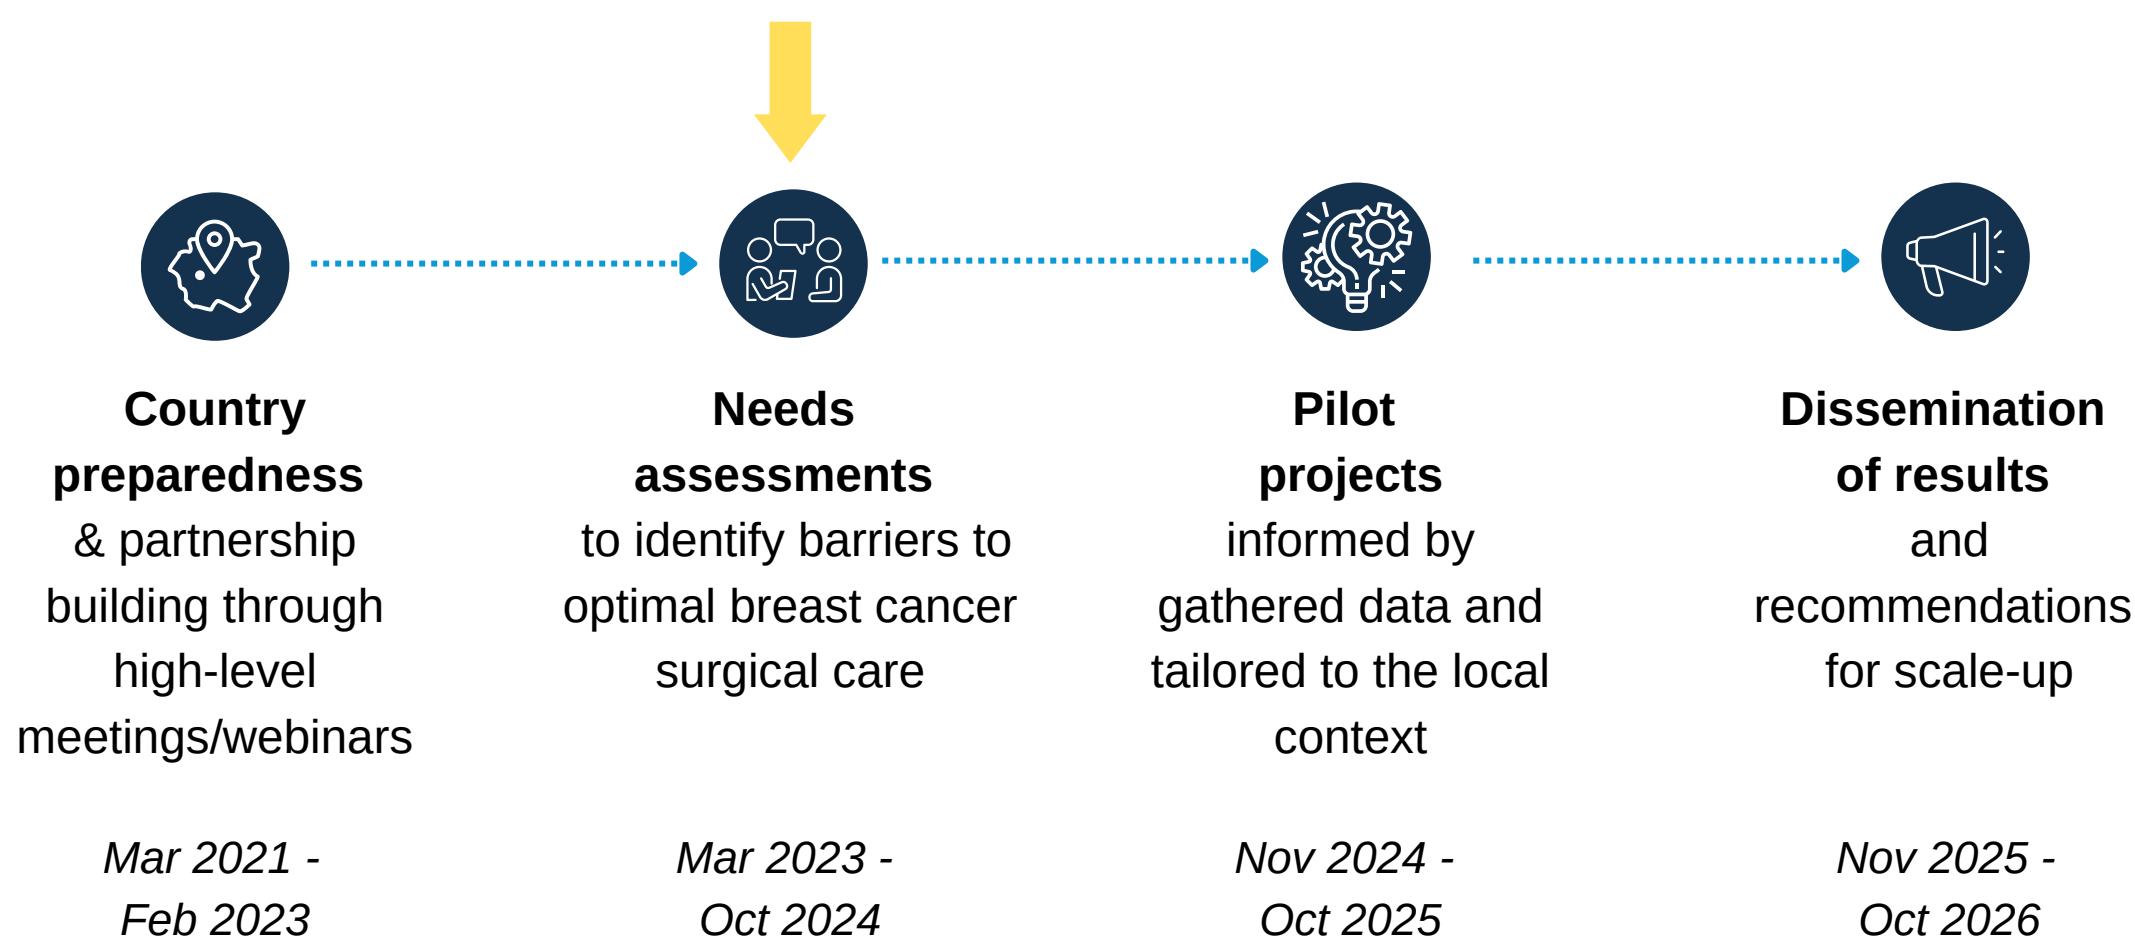 Country
preparedness
& partnership
building through
high-level
meetings/webinars
Mar 2021 -
Feb 2023
Needs
assessments
to identify barriers to
optimal breast cancer
surgical care
Mar 2023 -
Oct 2024
Pilot
projects
informed by
gathered data and
tailored to the local
context
Nov 2024 -
Oct 2025
Dissemination
of results
and
recommendations
for scale-up
Nov 2025 -
Oct 2026